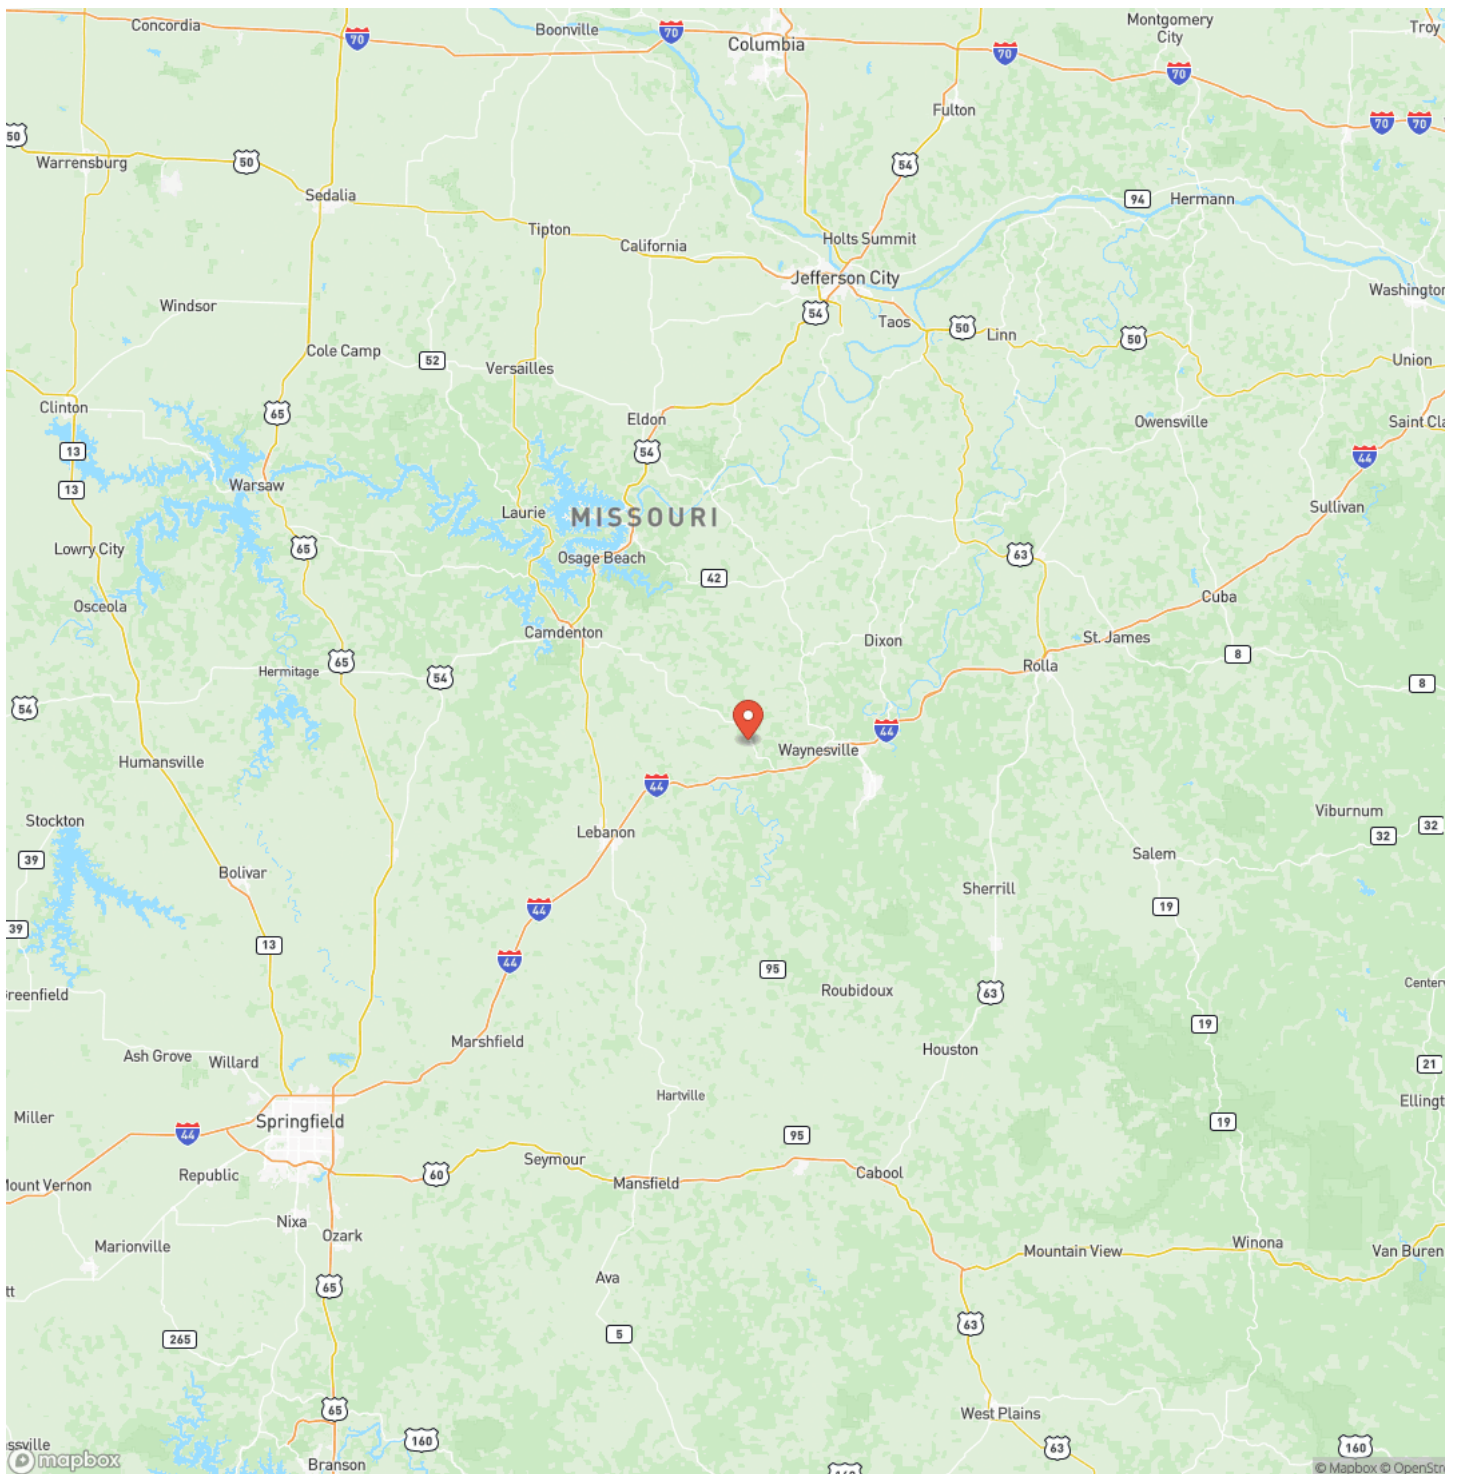 Concordia
70
Boonville
70
Columbia
70
Montgomery
City
70
Troy
Fulton
70
70
50
Warrensburg
50
Sedalia
54
94
Hermann
Tipton
California
Holts Summit
Jefferson City
Windsor
54
Taos
50
Linn
50
Washington
Cole Camp
52
Versailles
Union
Clinton
65
Eldon
Owensville
Saint Cla
13
54
44
13
Warsaw
Laurie
MISSOURI
Sullivan
Lowry City
65
Osage Beach
63
42
Osceola
Cuba
Camdenton
Dixon
St. James
Hermitage
65
54
Rolla
8
8
54
44
Waynesville
Humansville
44
Stockton
Lebanon
Viburnum
32
32
39
Bolivar
Salem
Sherrill
44
19
39
13
44
95
Roubidoux
63
Center
reenfield
19
Ash Grove
Willard
Marshfield
Houston
21
Hartville
Miller
Springfield
Ellingt
44
95
19
Republic
60
Seymour
Mansfield
Cabool
Mount Vernon
Nixa
Ozark
Marionville
Mountain View
Winona
Van Buren
tt
65
Ava
63
265
5
65
160
West Plains
63
160
ssville
mapbox
Branson
160
© Mapbox © OpenStr